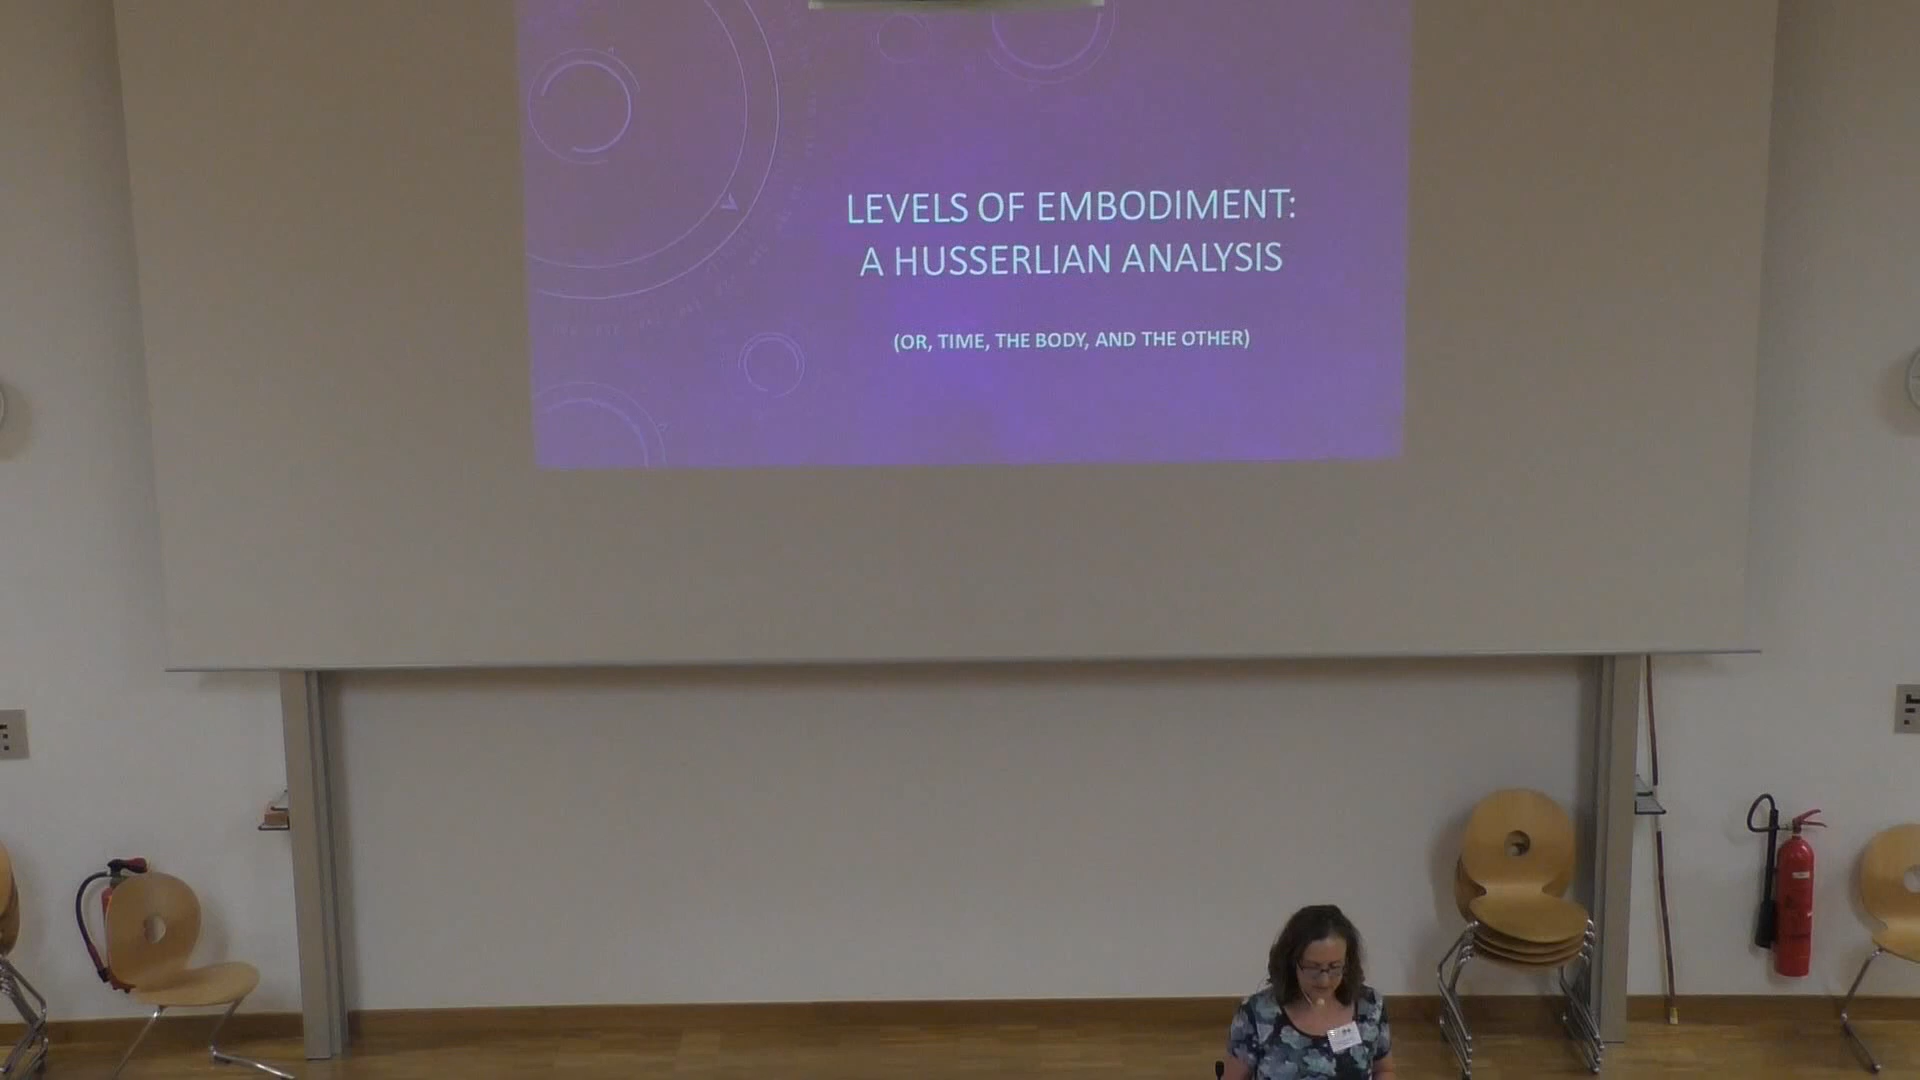 LEVELS OF EMBODIMENT:
A HUSSERLIAN ANALYSIS
(OR, TIME, THE BODY, AND THE OTHER)